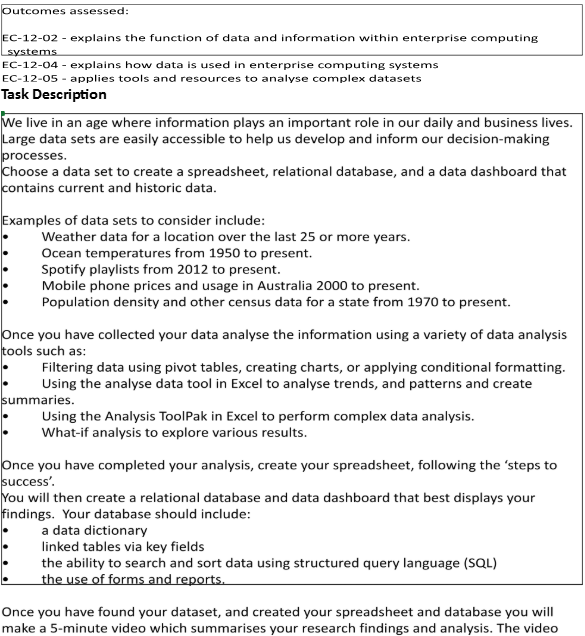 Outcomes assessed:
EC-12-02 - explains the function of data and information within enterprise computing
systems
EC-12-04 - explains how data is used in enterprise computing systems
EC-12-05 - applies tools and resources to analyse complex datasets
Task Description
We live in an age where information plays an important role in our daily and business lives.
Large data sets are easily accessible to help us develop and inform our decision-making
processes.
Choose a data set to create a spreadsheet, relational database, and a data dashboard that
contains current and historic data.
Examples of data sets to consider include:
• Weather data for a location over the last 25 or more years.
• Ocean temperatures from 1950 to present.
• Spotify playlists from 2012 to present.
• Mobile phone prices and usage in Australia 2000 to present.
• Population density and other census data for a state from 1970 to present.
Once you have collected your data analyse the information using a variety of data analysis
tools such as:
• Filtering data using pivot tables, creating charts, or applying conditional formatting.
• Using the analyse data tool in Excel to analyse trends, and patterns and create
summaries.
• Using the Analysis ToolPak in Excel to perform complex data analysis.
• What-if analysis to explore various results.
Once you have completed your analysis, create your spreadsheet, following the ‘steps to
success’.
You will then create a relational database and data dashboard that best displays your
findings. Your database should include:
• a data dictionary
• linked tables via key fields
• the ability to search and sort data using structured query language (SQL)
• the use of forms and reports.
Once you have found your dataset, and created your spreadsheet and database you will
make a 5-minute video which summarises your research findings and analysis. The video